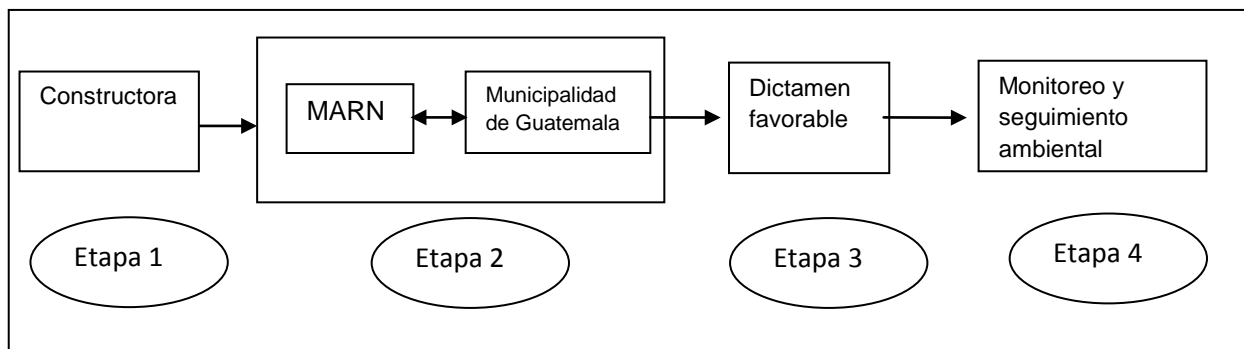 Constructora
MARN
Municipalidad
de Guatemala
Dictamen
favorable
Monitoreo y
seguimiento
ambiental
Etapa 1
Etapa 2
Etapa 3
Etapa 4